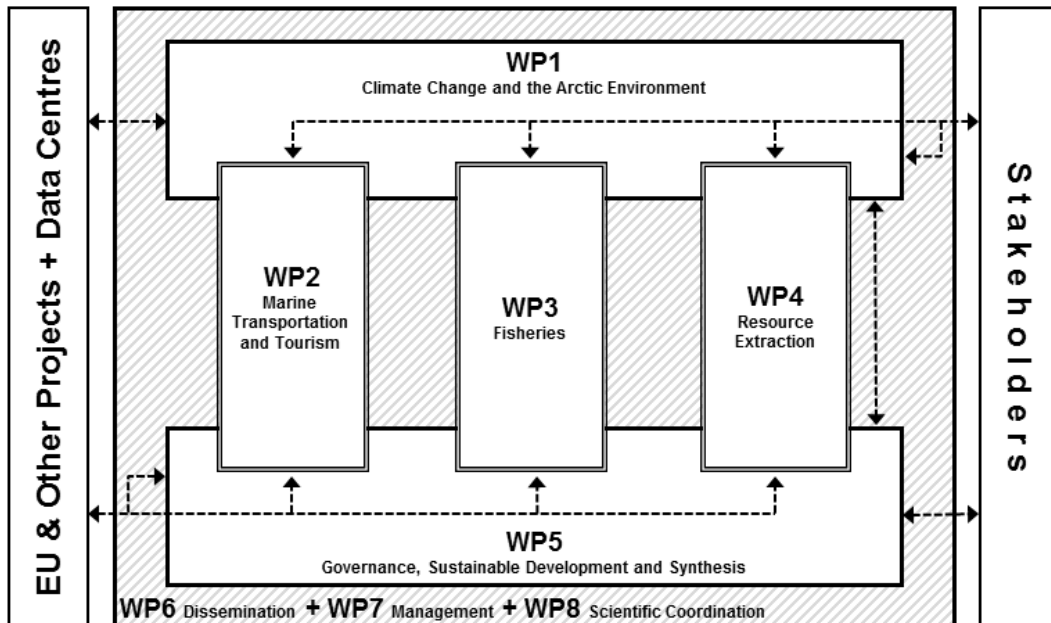 EU & Other Projects + Data Centres
WP1
Climate Change and the Arctic Environment
WP2
Marine
Transportation
and Tourism
WP3
Fisheries
WP4
Resource
Extraction
WP5
Governance, Sustainable Development and Synthesis
WP6 Dissemination + WP7 Management + WP8 Scientific Coordination
Stakeholders